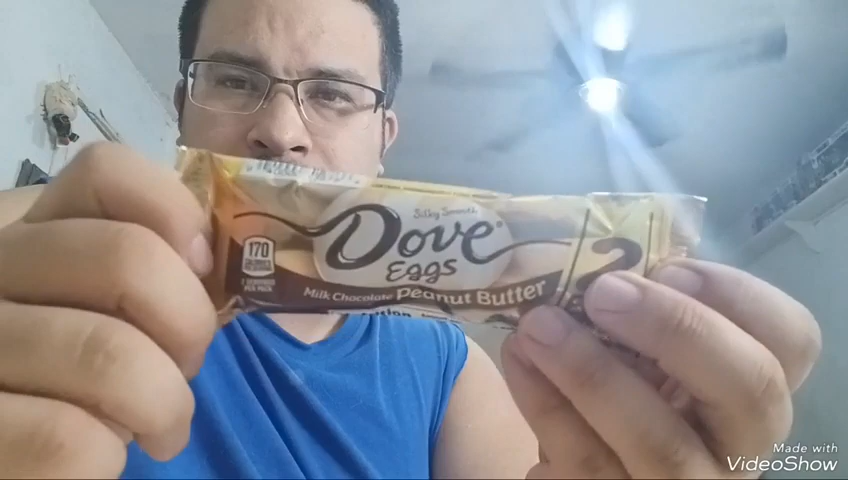 Silky Smooth
Dove®
Eggs
Milk Chocolate Peanut Butter
170
2
Made with
VideoShow